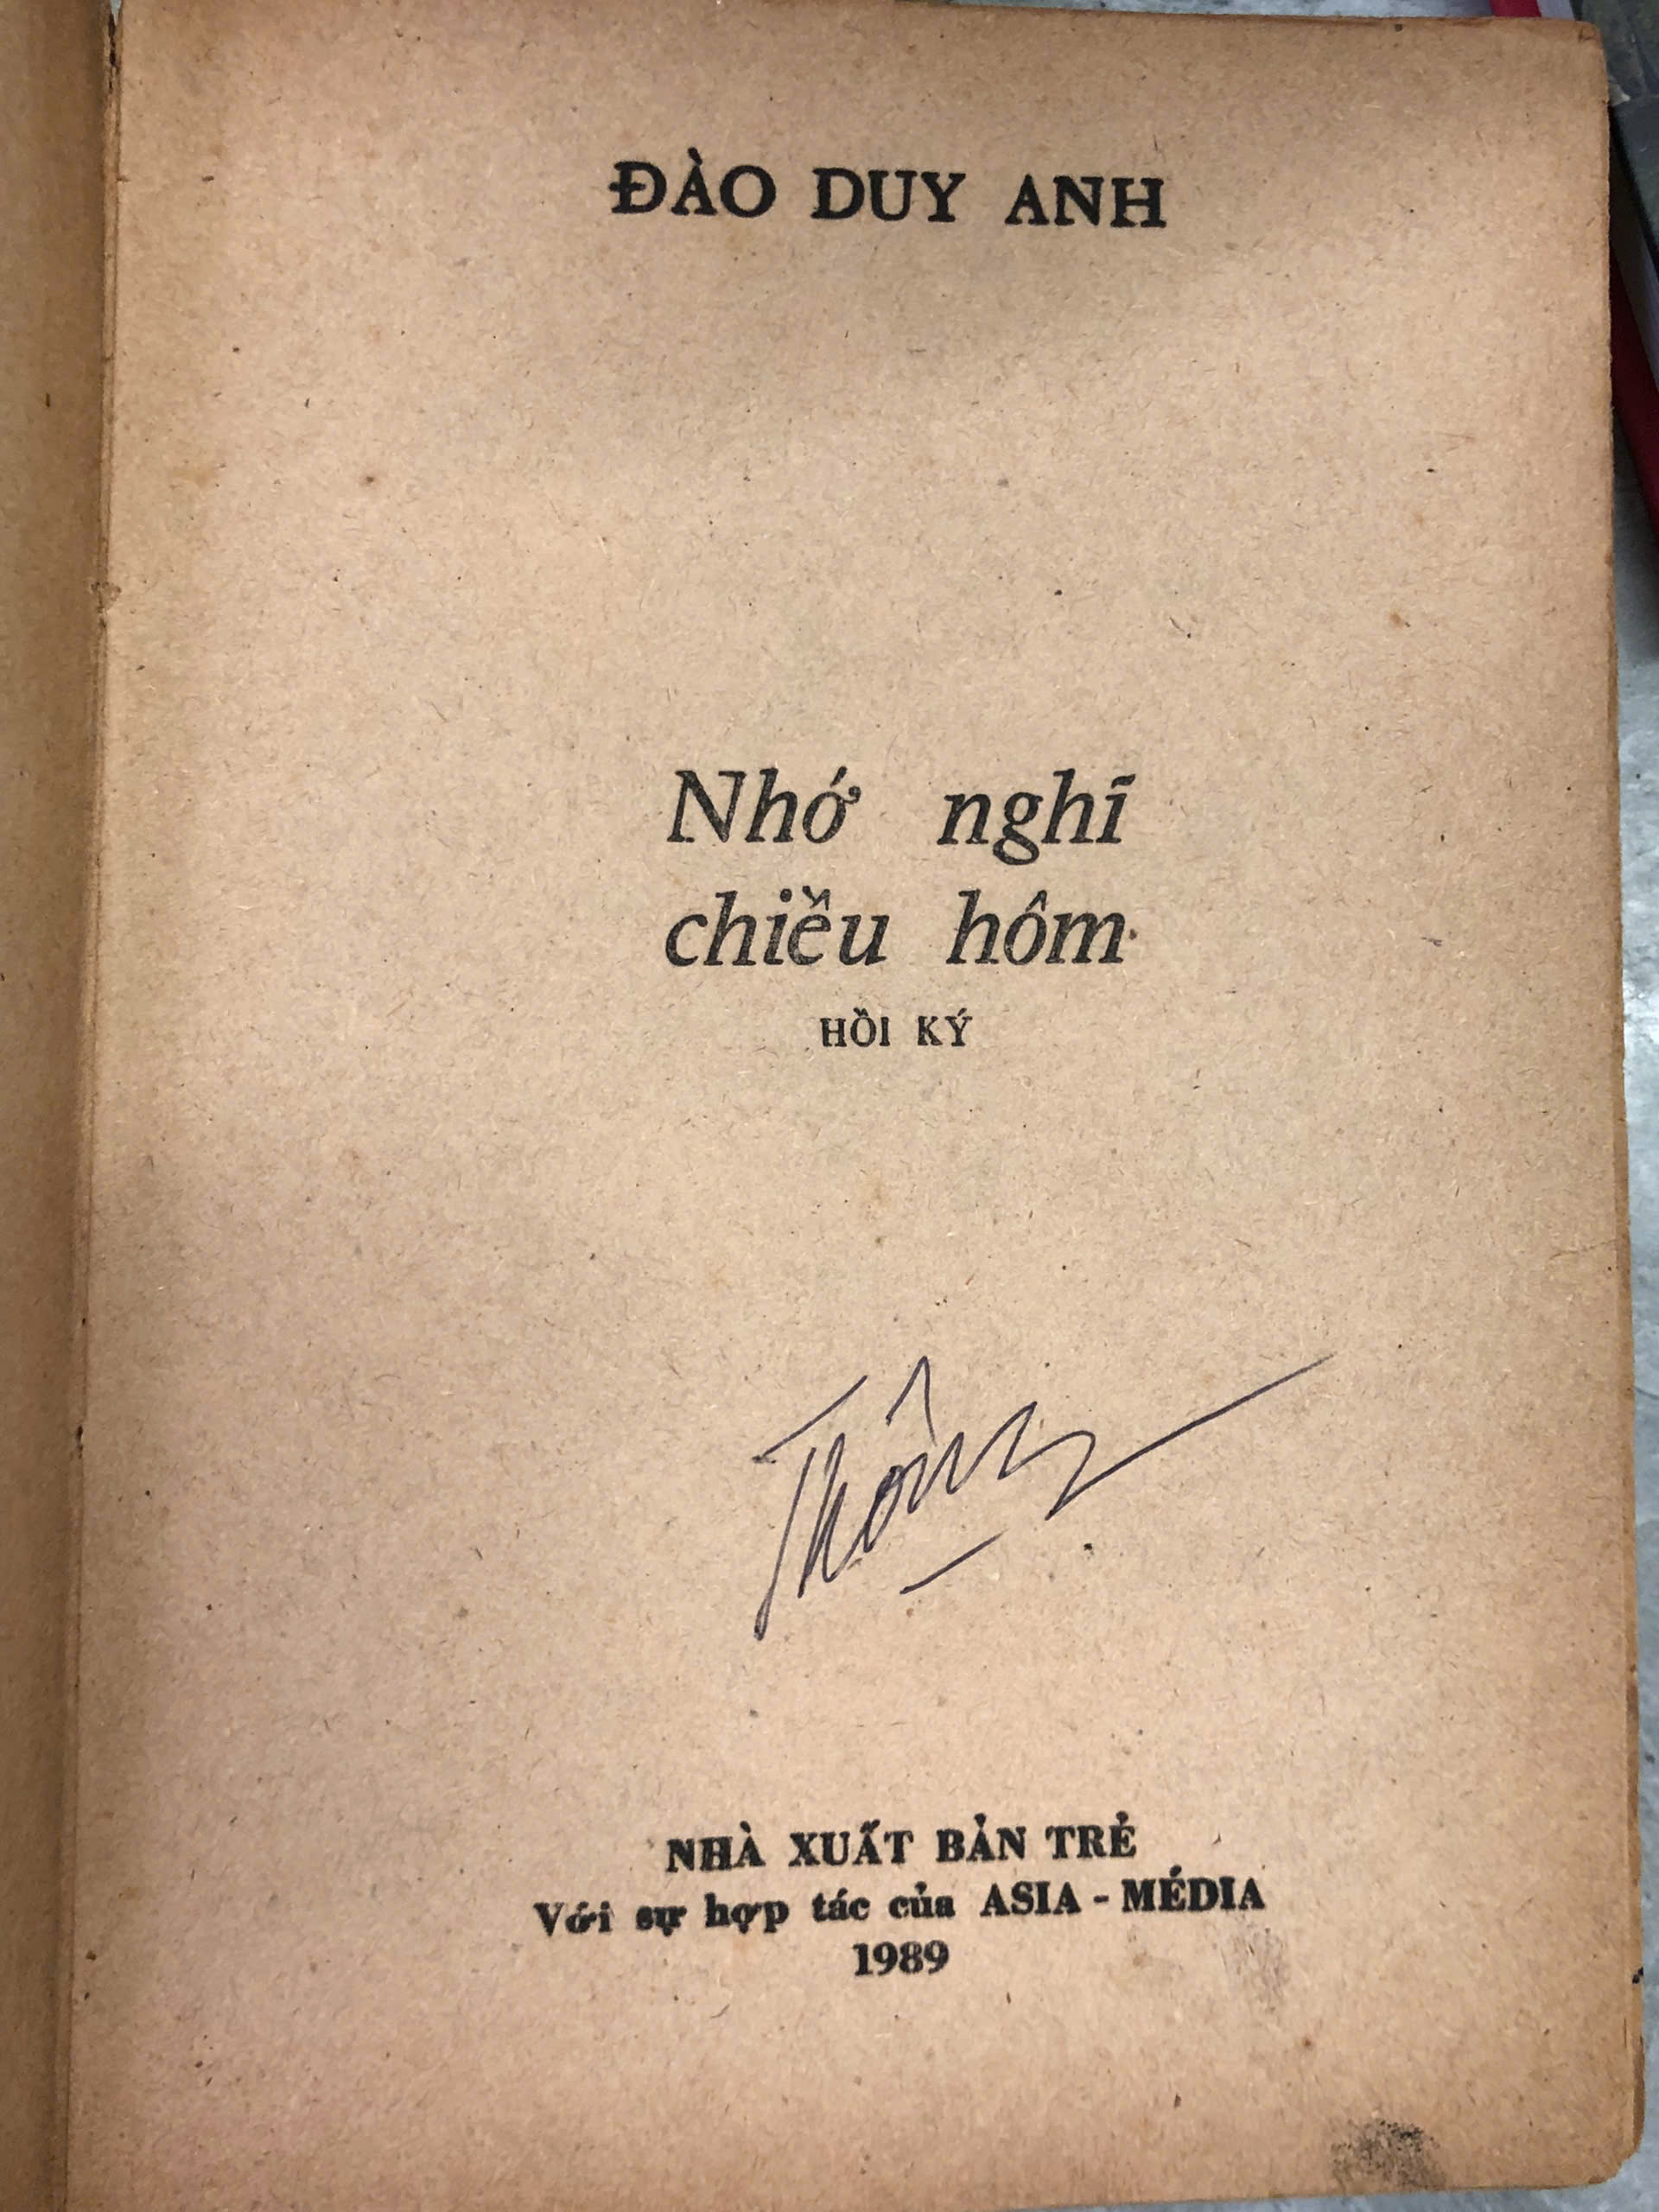 ĐÀO DUY ANH
Nhớ nghĩ
chiều hôm
HỒI KÝ
Thông
NHÀ XUẤT BẢN TRẺ
Với sự hợp tác của ASIA - MÉDIA
1989